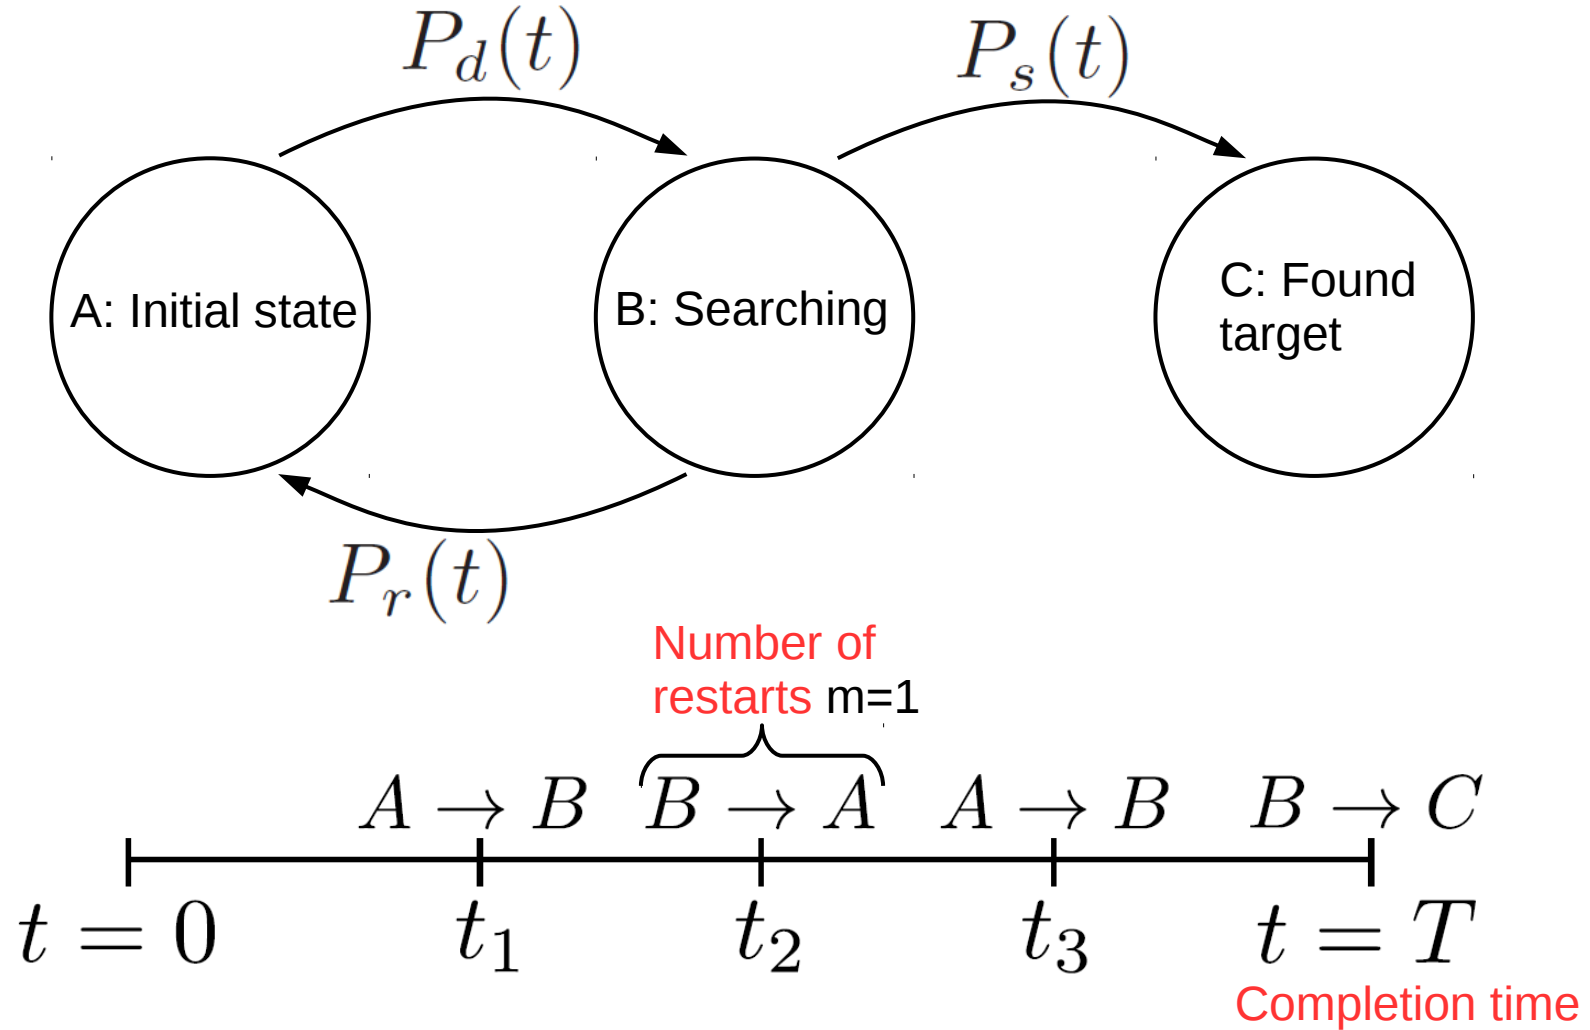 P_d(t) P_s(t)
A: Initial state
B: Searching
C: Found
target
P_r(t)
Number of
restarts m=1
A → B B → A A → B B → C
t = 0 t_1 t_2 t_3 t = T
Completion time